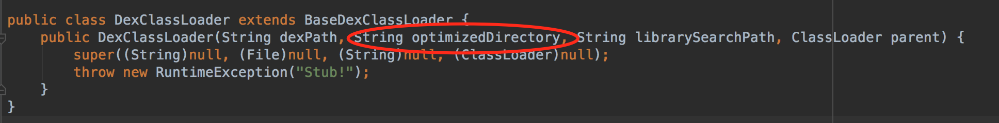 public class DexClassLoader extends BaseDexClassLoader {
    public DexClassLoader(String dexPath, String optimizedDirectory, String librarySearchPath, ClassLoader parent) {
        super((String)null, (File)null, (String)null, (ClassLoader)null);
        throw new RuntimeException("Stub!");
    }
}